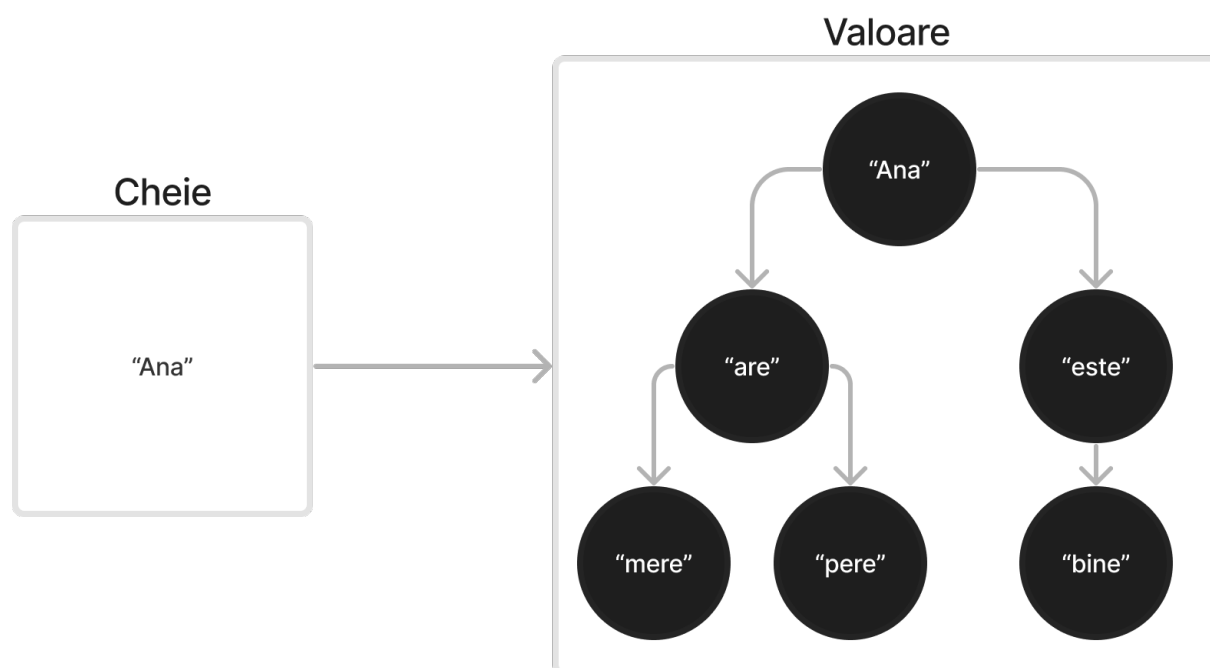 Valoare
“Ana”
Cheie
“Ana”
“are”
“este”
“mere”
“pere”
“bine”